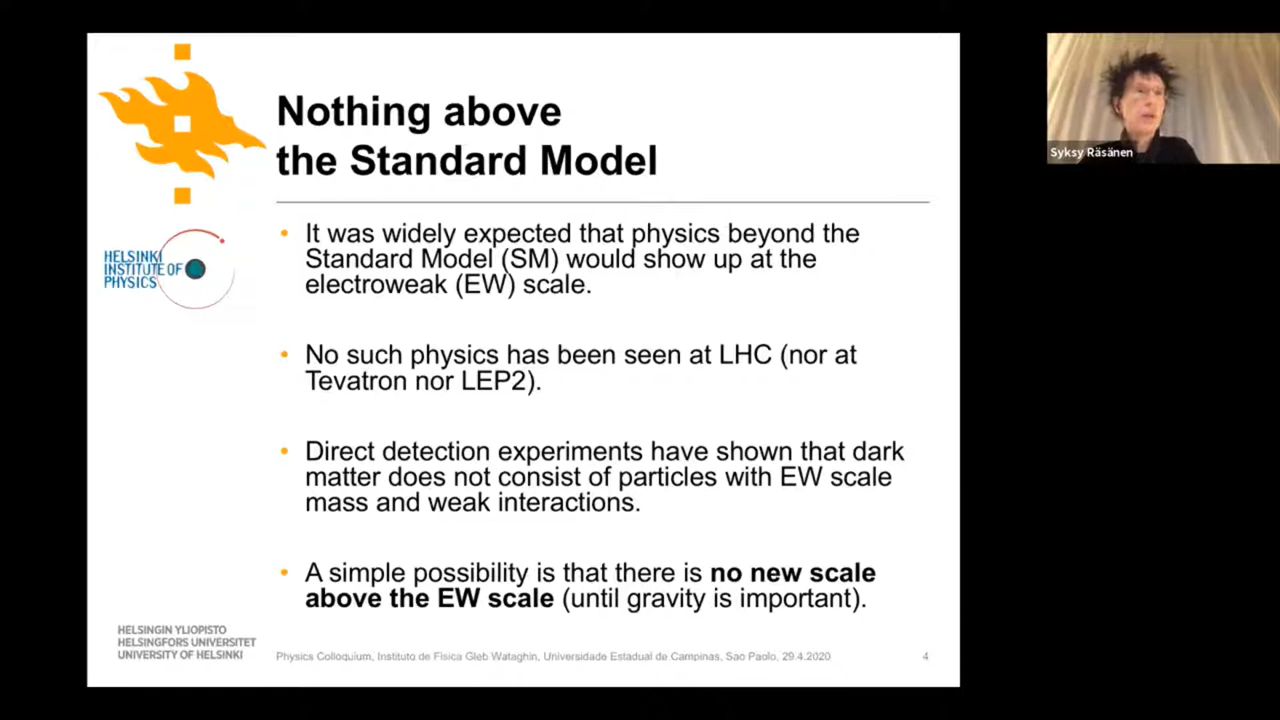 Nothing above
the Standard Model
• It was widely expected that physics beyond the
Standard Model (SM) would show up at the
electroweak (EW) scale.
• No such physics has been seen at LHC (nor at
Tevatron nor LEP2).
• Direct detection experiments have shown that dark
matter does not consist of particles with EW scale
mass and weak interactions.
• A simple possibility is that there is no new scale
above the EW scale (until gravity is important).
HELSINKI
INSTITUTE OF
PHYSICS
HELSINGIN YLIOPISTO
HELSINGFORS UNIVERSITET
UNIVERSITY OF HELSINKI
Physics Colloquium, Instituto de Física Gleb Wataghin, Universidade Estadual de Campinas, Sao Paolo, 29.4.2020
4
Syksy Räsänen